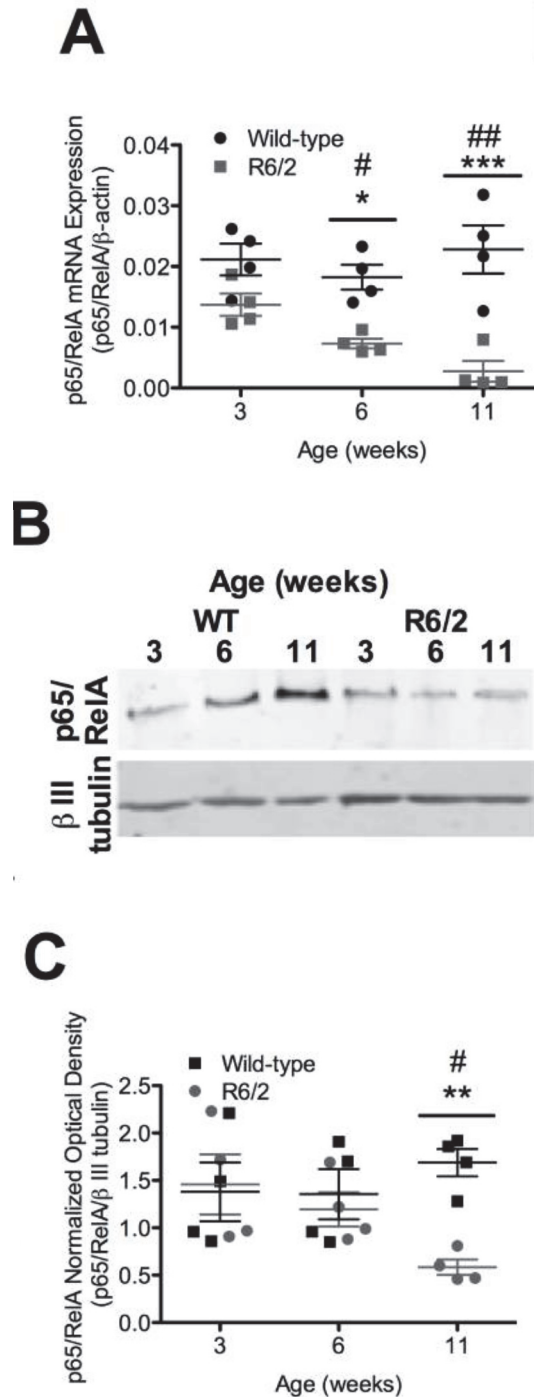 A
p65/RelA mRNA Expression
(p65/RelA/β-actin)
Wild-type
R6/2
#
*
##
***
0.04
0.03
0.02
0.01
0.00
3 6 11
Age (weeks)
B
Age (weeks)
WT R6/2
3 6 11 3 6 11
p65/
RelA
β III
tubulin
C
p65/RelA Normalized Optical Density
(p65/RelA/β III tubulin)
Wild-type
R6/2
#
**
2.5
2.0
1.5
1.0
0.5
0.0
3 6 11
Age (weeks)